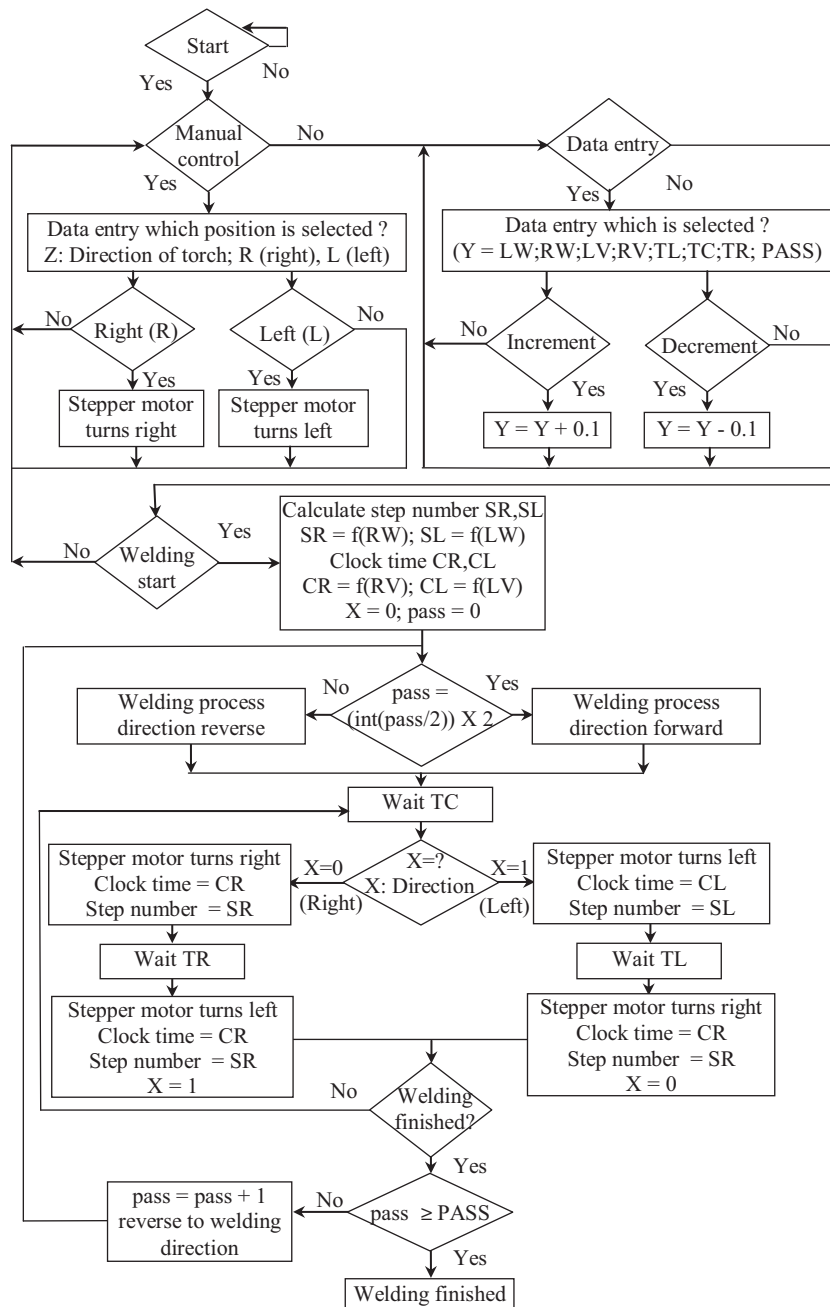 Start
Yes
No
Manual
control
No
Yes
Data entry
Yes
No
Data entry which position is selected ?
Z: Direction of torch; R (right), L (left)
Data entry which is selected ?
(Y = LW;RW;LV;RV;TL;TC;TR; PASS)
No
Right (R)
Yes
Left (L)
No
Yes
No
Increment
Yes
Decrement
No
Yes
Stepper motor
turns right
Stepper motor
turns left
Y = Y + 0.1
Y = Y - 0.1
No
Welding
start
Yes
Calculate step number SR,SL
SR = f(RW); SL = f(LW)
Clock time CR,CL
CR = f(RV); CL = f(LV)
X = 0; pass = 0
No
pass =
(int(pass/2)) X 2
Yes
Welding process
direction reverse
Welding process
direction forward
Wait TC
Stepper motor turns right
Clock time = CR
Step number = SR
X=0
(Right)
X=?
X: Direction
X=1
(Left)
Stepper motor turns left
Clock time = CL
Step number = SL
Wait TR
Wait TL
Stepper motor turns left
Clock time = CR
Step number = SR
X = 1
Stepper motor turns right
Clock time = CR
Step number = SR
X = 0
No
Welding
finished?
Yes
pass = pass + 1
reverse to welding
direction
No
pass ≥ PASS
Yes
Welding finished